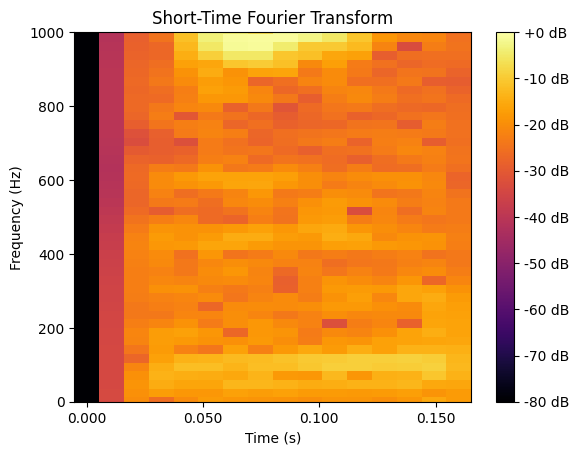 Short-Time Fourier Transform
1000
800
600
400
200
0
Frequency (Hz)
0.000
0.050
0.100
0.150
Time (s)
+0 dB
-10 dB
-20 dB
-30 dB
-40 dB
-50 dB
-60 dB
-70 dB
-80 dB